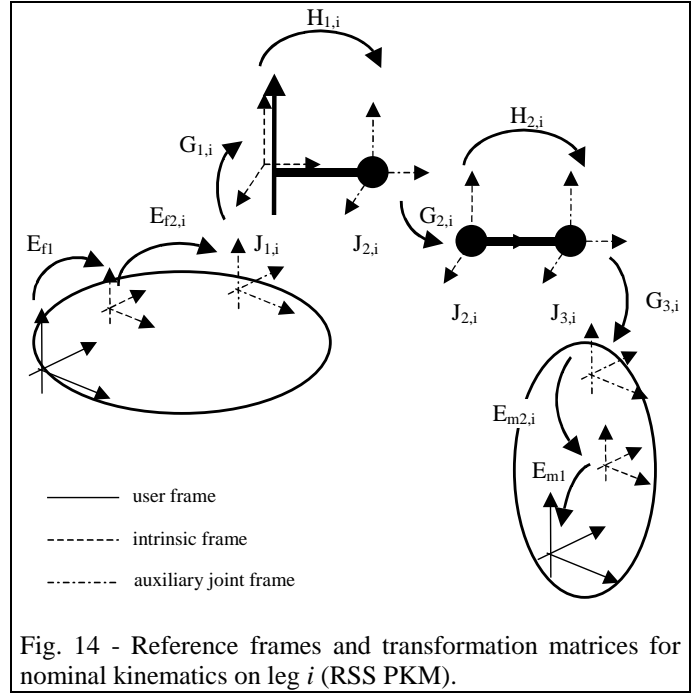 H1,i
G1,i
H2,i
Ef1
Ef2,i
J1,i
J2,i
G2,i
J2,i
J3,i
G3,i
Em2,i
Em1
user frame
intrinsic frame
auxiliary joint frame
Fig. 14 - Reference frames and transformation matrices for
nominal kinematics on leg i (RSS PKM).